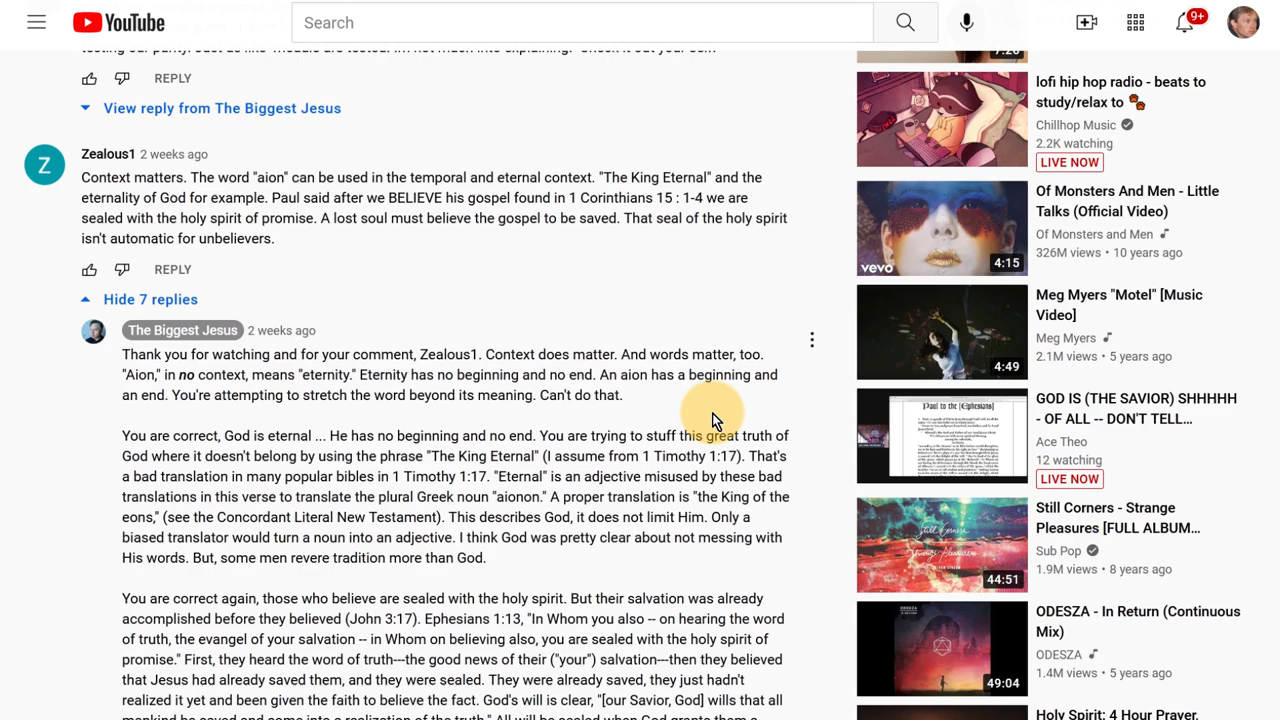 YouTube
Search
9+
REPLY
View reply from The Biggest Jesus
Z
Zealous1 2 weeks ago
Context matters. The word "aion" can be used in the temporal and eternal context. "The King Eternal" and the
eternality of God for example. Paul said after we BELIEVE his gospel found in 1 Corinthians 15 : 1-4 we are
sealed with the holy spirit of promise. A lost soul must believe the gospel to be saved. That seal of the holy spirit
isn't automatic for unbelievers.
REPLY
Hide 7 replies
The Biggest Jesus 2 weeks ago
Thank you for watching and for your comment, Zealous1. Context does matter. And words matter, too.
"Aion," in no context, means "eternity." Eternity has no beginning and no end. An aion has a beginning and
an end. You're attempting to stretch the word beyond its meaning. Can't do that.
You are correct, God is eternal ... He has no beginning and no end. You are trying to stuff this great truth of
God where it does not belong by using the phrase "The King Eternal" (I assume from 1 Timothy 1:17). That's
a bad translation in many popular bibles in 1 Timothy 1:17. "Eternal" is an adjective misused by these bad
translations in this verse to translate the plural Greek noun "aionon." A proper translation is "the King of the
eons," (see the Concordant Literal New Testament). This describes God, it does not limit Him. Only a
biased translator would turn a noun into an adjective. I think God was pretty clear about not messing with
His words. But, some men revere tradition more than God.
You are correct again, we who believe are sealed with the holy spirit. But their salvation was already
accomplished before they believed (John 3:17). Ephesians 1:13, "In Whom you also -- on hearing the word
of truth, the evangel of your salvation -- in Whom on believing also, you are sealed with the holy spirit of
promise." First, they heard the word of truth---the good news of their ("your") salvation---then they believed
that Jesus had already saved them, and they were sealed. They were already saved, they just hadn't
realized it yet and been given the faith to believe the fact. God's will is clear, "[our Savior, God] wills that all
lofi hip hop radio - beats to
study/relax to 🐾
Chillhop Music
2.2K watching
LIVE NOW
Of Monsters And Men - Little
Talks (Official Video)
Of Monsters and Men
326M views • 10 years ago
vevo
4:15
Meg Myers "Motel" [Music
Video]
Meg Myers
2.1M views • 5 years ago
4:49
GOD IS (THE SAVIOR) SHHHHH
- OF ALL -- DON'T TELL...
Ace Theo
12 watching
LIVE NOW
Paul to the [Ephesians]
Still Corners - Strange
Pleasures [FULL ALBUM...
Sub Pop
1.9M views • 8 years ago
44:51
ODESZA - In Return (Continuous
Mix)
ODESZA
1.4M views • 5 years ago
49:04
Holy Spirit: 4 Hour Prayer,